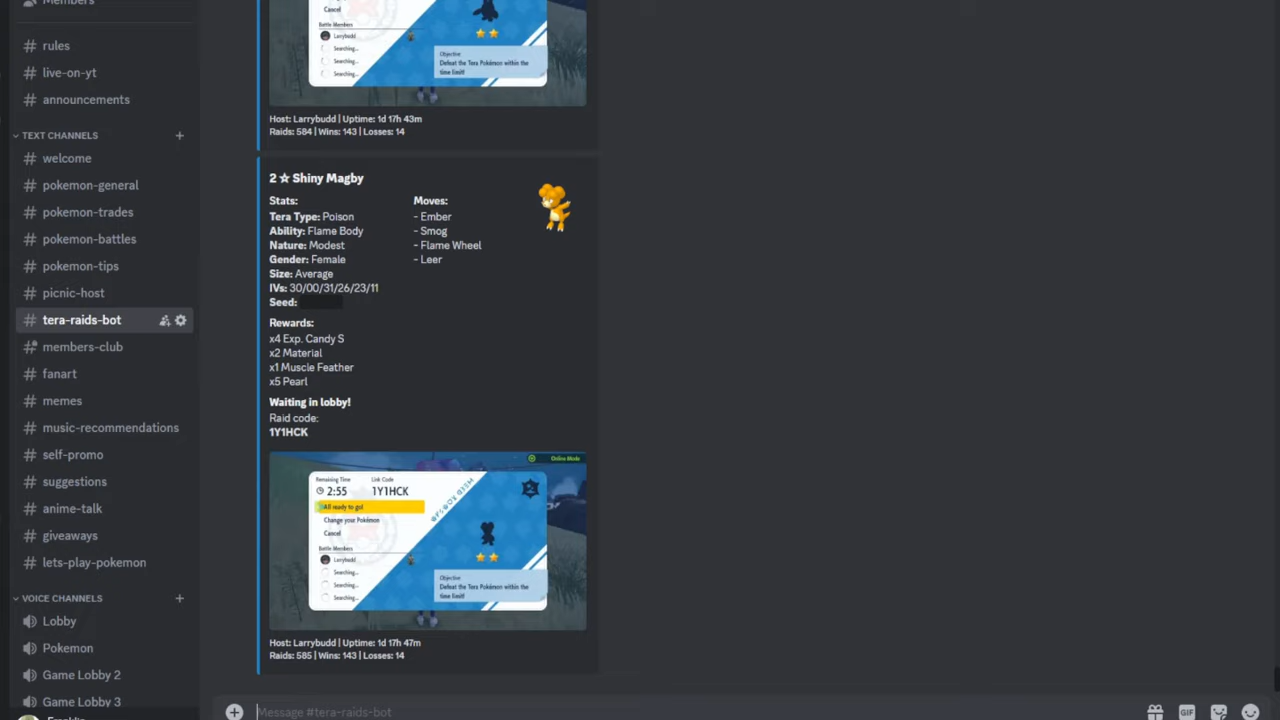 Members
rules
live-on-yt
announcements
TEXT CHANNELS
welcome
pokemon-general
pokemon-trades
pokemon-battles
pokemon-tips
picnic-host
tera-raids-bot
members-club
fanart
memes
music-recommendations
self-promo
suggestions
anime-talk
giveaways
lets-go-pokemon
VOICE CHANNELS
Lobby
Pokemon
Game Lobby 2
Game Lobby 3
Cancel
Battle Members
Larrybudd
Searching...
Searching...
Searching...
Objective
Defeat the Tera Pokémon within the
time limit!
Host: Larrybudd | Uptime: 1d 17h 43m
Raids: 584 | Wins: 143 | Losses: 14
2 ☆ Shiny Magby
Stats:
Tera Type: Poison
Ability: Flame Body
Nature: Modest
Gender: Female
Size: Average
IVs: 30/00/31/26/23/11
Seed:
Moves:
- Ember
- Smog
- Flame Wheel
- Leer
Rewards:
x4 Exp. Candy S
x2 Material
x1 Muscle Feather
x5 Pearl
Waiting in lobby!
Raid code:
1Y1HCK
Online Mode
Remaining Time
Link Code
2:55
1Y1HCK
All ready to go!
Change your Pokémon
Cancel
Battle Members
Larrybudd
Searching...
Searching...
Searching...
Objective
Defeat the Tera Pokémon within the
time limit!
Host: Larrybudd | Uptime: 1d 17h 47m
Raids: 585 | Wins: 143 | Losses: 14
Message #tera-raids-bot
GIF